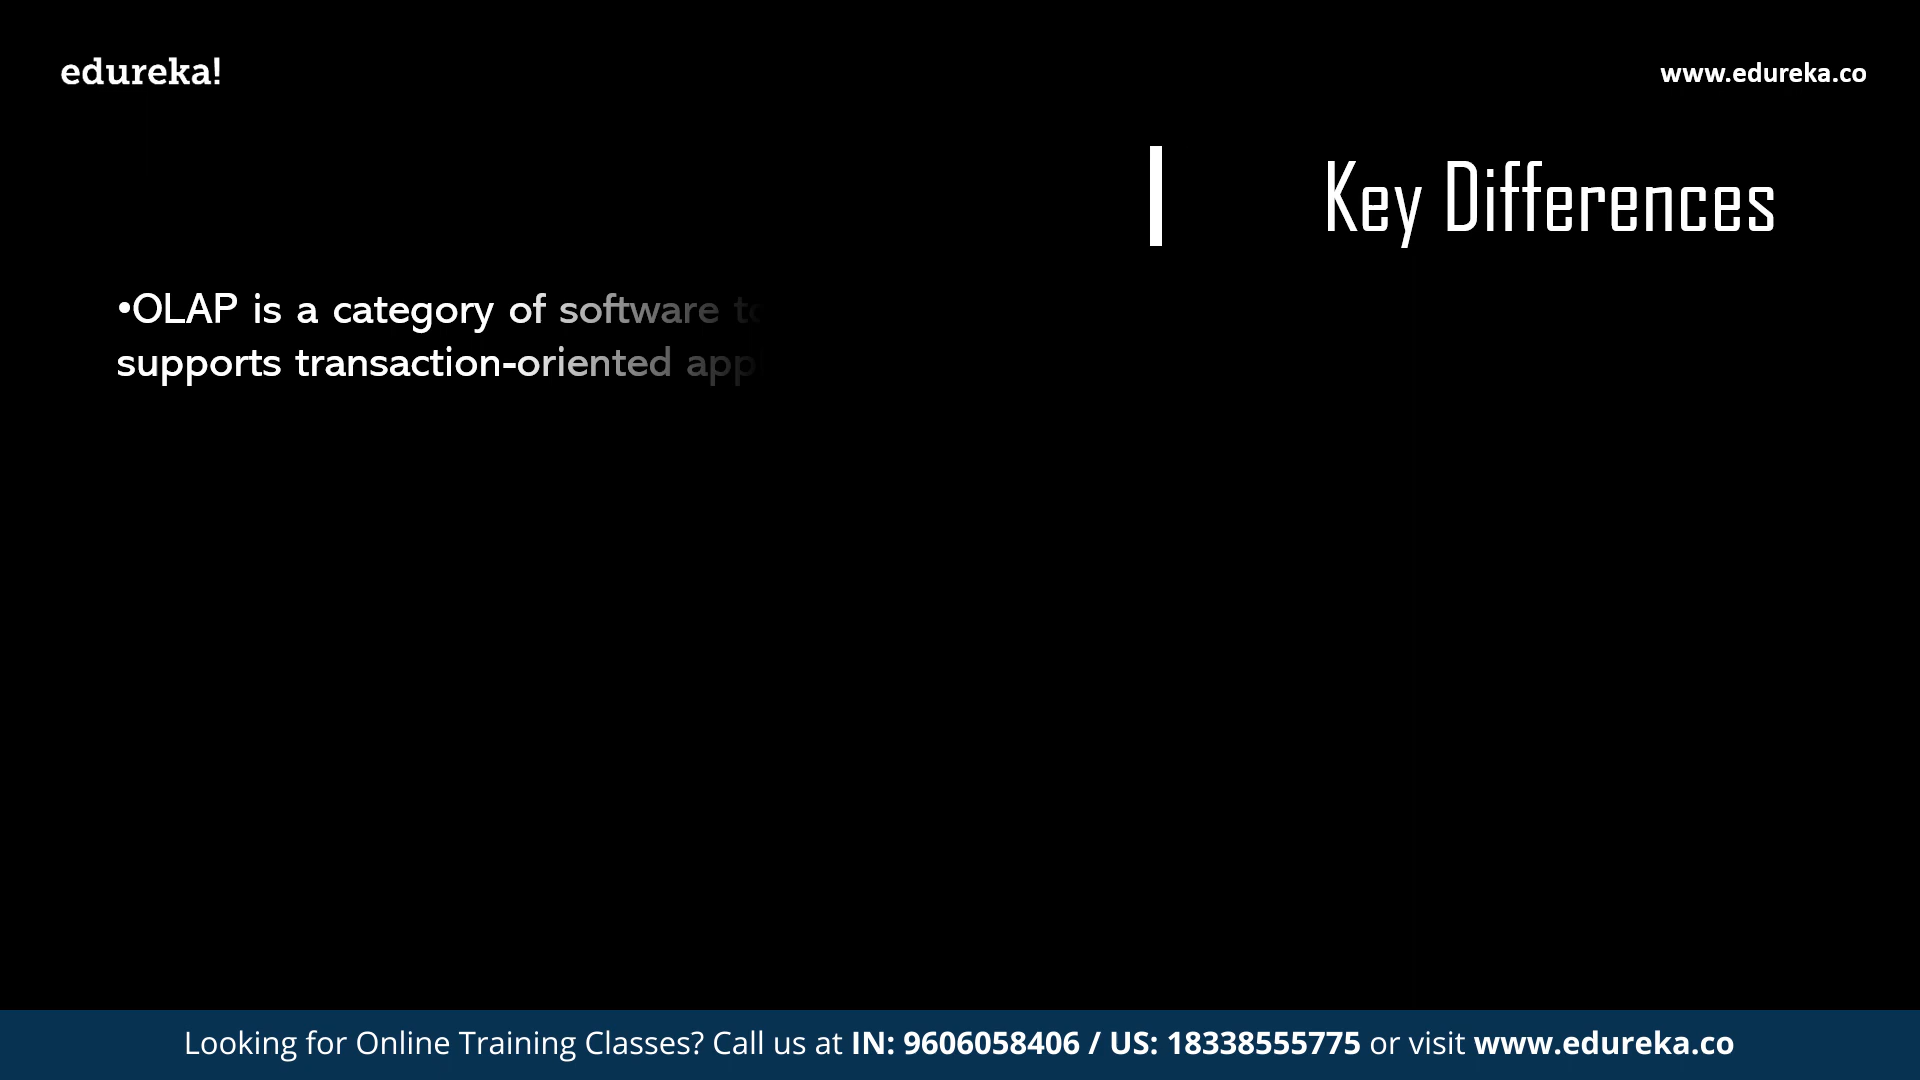 edureka!
www.edureka.co
Key Differences
•OLAP is a category of software
supports transaction-oriented
Looking for Online Training Classes? Call us at IN: 9606058406 / US: 18338555775 or visit www.edureka.co